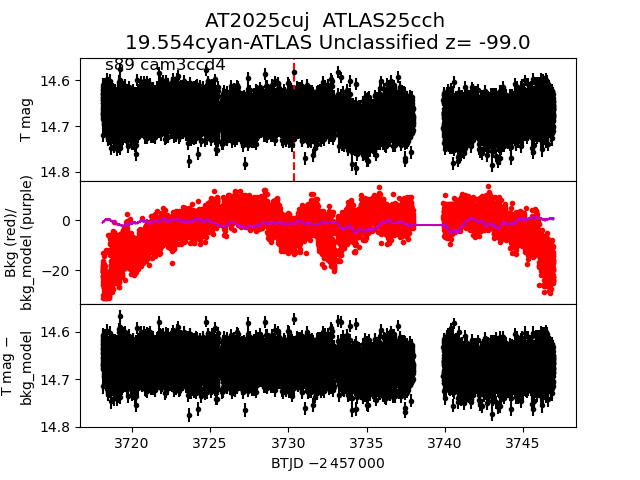 AT2025cuj  ATLAS25cch
19.554cyan-ATLAS Unclassified z= -99.0
s89 cam3ccd4
14.6
14.7
14.8
T mag
0
−20
Bkg (red)/
bkg_model (purple)
14.6
14.7
14.8
T mag −
bkg_model
3720 3725 3730 3735 3740 3745
BTJD −2 457 000